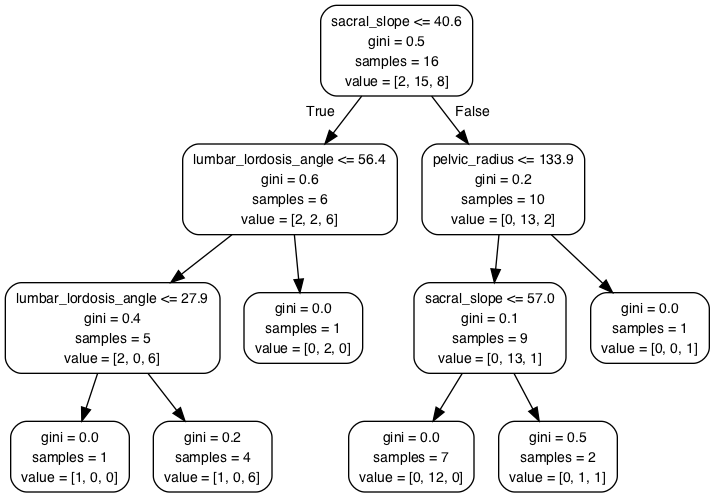 sacral_slope <= 40.6
gini = 0.5
samples = 16
value = [2, 15, 8]
True
False
lumbar_lordosis_angle <= 56.4
gini = 0.6
samples = 6
value = [2, 2, 6]
pelvic_radius <= 133.9
gini = 0.2
samples = 10
value = [0, 13, 2]
lumbar_lordosis_angle <= 27.9
gini = 0.4
samples = 5
value = [2, 0, 6]
gini = 0.0
samples = 1
value = [0, 2, 0]
sacral_slope <= 57.0
gini = 0.1
samples = 9
value = [0, 13, 1]
gini = 0.0
samples = 1
value = [0, 0, 1]
gini = 0.0
samples = 1
value = [1, 0, 0]
gini = 0.2
samples = 4
value = [1, 0, 6]
gini = 0.0
samples = 7
value = [0, 12, 0]
gini = 0.5
samples = 2
value = [0, 1, 1]